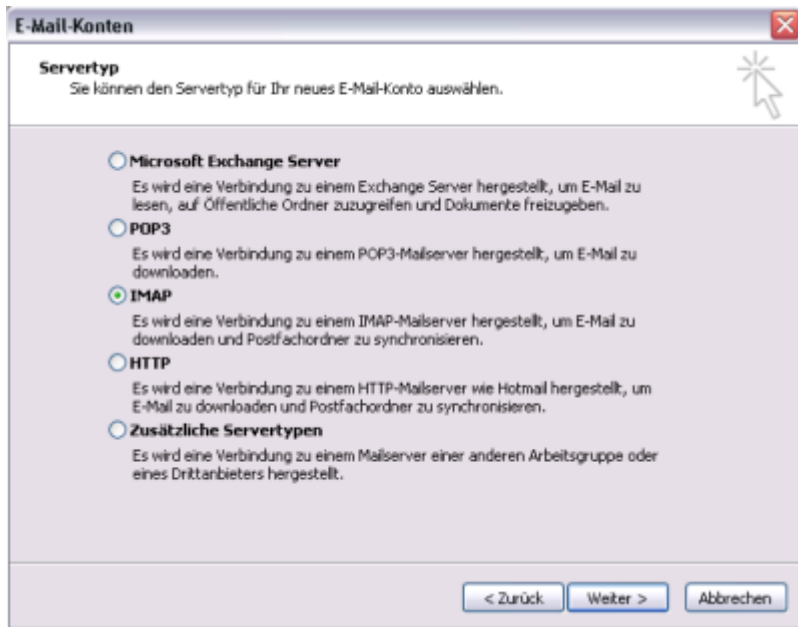 E-Mail-Konten
Servertyp
Sie können den Servertyp für Ihr neues E-Mail-Konto auswählen.
Microsoft Exchange Server
Es wird eine Verbindung zu einem Exchange Server hergestellt, um E-Mail zu
lesen, auf Öffentliche Ordner zuzugreifen und Dokumente freizugeben.
POP3
Es wird eine Verbindung zu einem POP3-Mailserver hergestellt, um E-Mail zu
downloaden.
IMAP
Es wird eine Verbindung zu einem IMAP-Mailserver hergestellt, um E-Mail zu
downloaden und Postfachordner zu synchronisieren.
HTTP
Es wird eine Verbindung zu einem HTTP-Mailserver wie Hotmail hergestellt, um
E-Mail zu downloaden und Postfachordner zu synchronisieren.
Zusätzliche Servertypen
Es wird eine Verbindung zu einem Mailserver einer anderen Arbeitsgruppe oder
eines Drittanbieters hergestellt.
< Zurück Weiter > Abbrechen